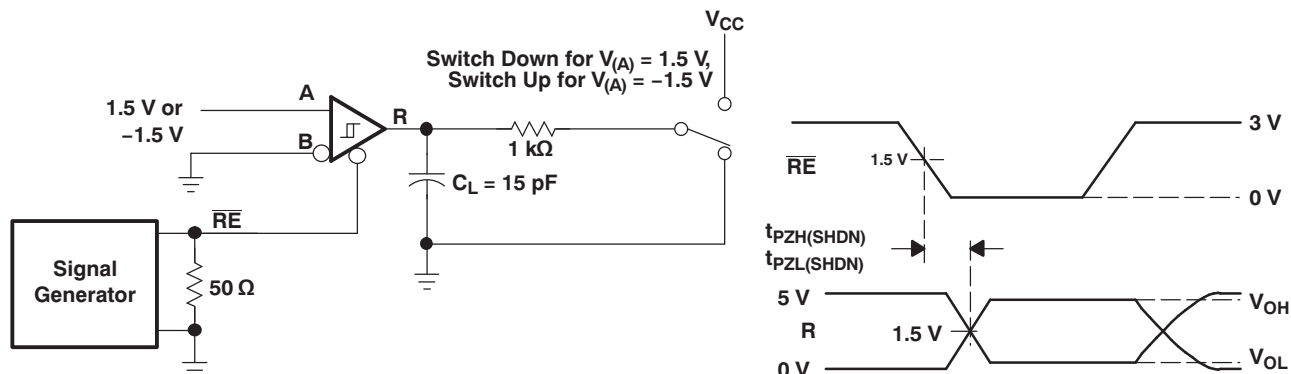 VCC
Switch Down for V(A) = 1.5 V,
Switch Up for V(A) = −1.5 V
A
1.5 V or
−1.5 V
R
B
1 kΩ
CL = 15 pF
RE
Signal
Generator
50 Ω
3 V
1.5 V
RE
0 V
tPZH(SHDN)
tPZL(SHDN)
5 V
VOH
R
1.5 V
VOL
0 V